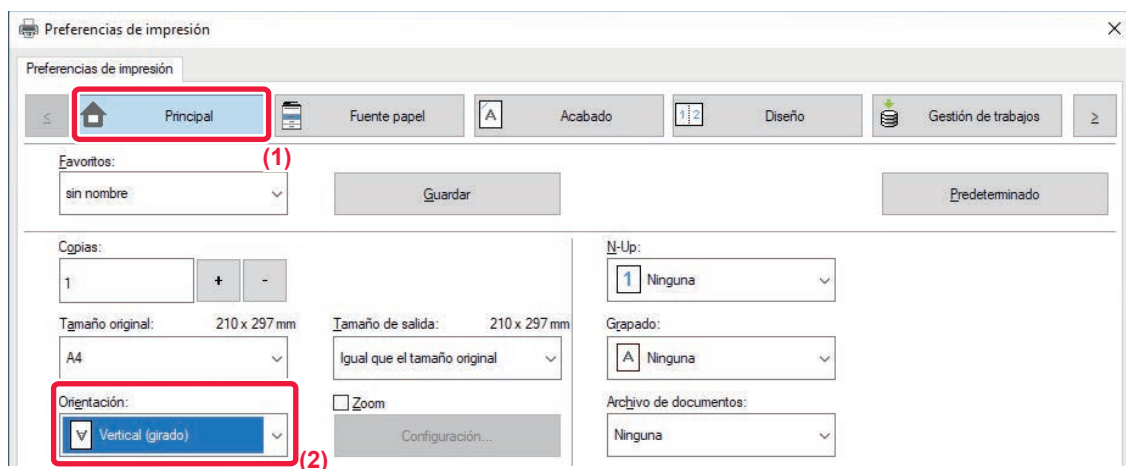 Preferencias de impresión
Preferencias de impresión
≤ Principal Fuente papel A Acabado 1 2 Diseño Gestión de trabajos ≥
(1)
Favoritos:
sin nombre Guardar Predeterminado
Copias: N-Up:
1 + - 1 Ninguna
Tamaño original: 210 x 297 mm Tamaño de salida: 210 x 297 mm Grapado:
A4 Igual que el tamaño original A Ninguna
Orientación: Zoom Archivo de documentos:
A Vertical (girado) Configuración... Ninguna
(2)